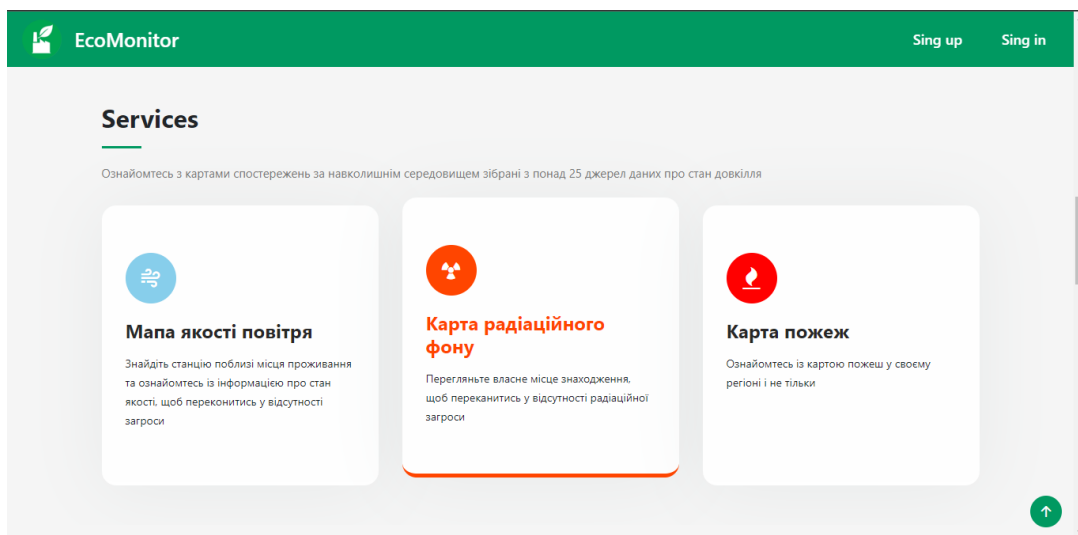 EcoMonitor
Sing up
Sing in
Services
Ознайомтесь з картами спостережень за навколишнім середовищем зібрані з понад 25 джерел даних про стан довкілля
Мапа якості повітря
Знайдіть станцію поблизі місця проживання
та ознайомтесь із інформацією про стан
якості, щоб переконитись у відсутності
загроси
Карта радіаційного
фону
Перегляньте власне місце знаходження,
щоб переканитись у відсутності радіаційної
загроси
Карта пожеж
Ознайомтесь із картою пожеш у своєму
регіоні і не тільки